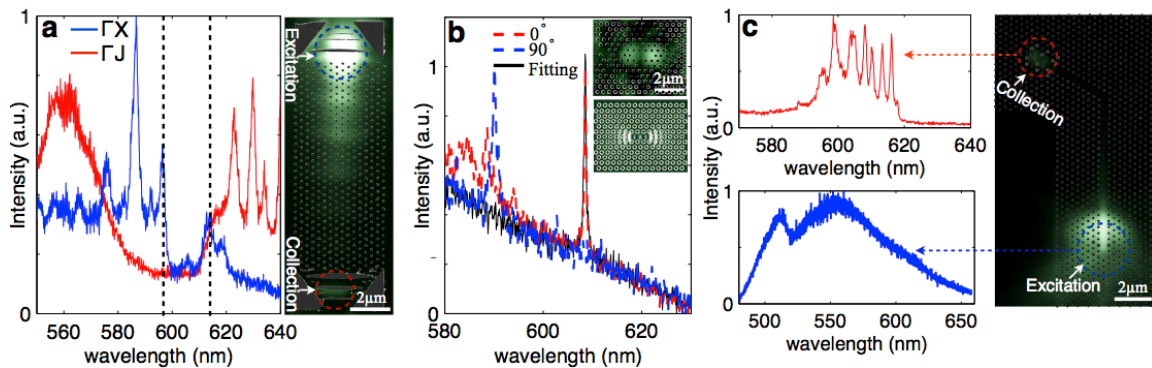 a
ΓX
ΓJ
Intensity (a.u.)
1
0
560
580
600
620
640
wavelength (nm)
Excitation
Collection
2μm
b
0°
90°
Fitting
Intensity (a.u.)
1
0
580
600
620
wavelength (nm)
2μm
2μm
c
Intensity (a.u.)
1
0.5
0
580
600
620
640
wavelength (nm)
1
0.5
0
500
550
600
650
wavelength (nm)
Collection
Excitation
2μm